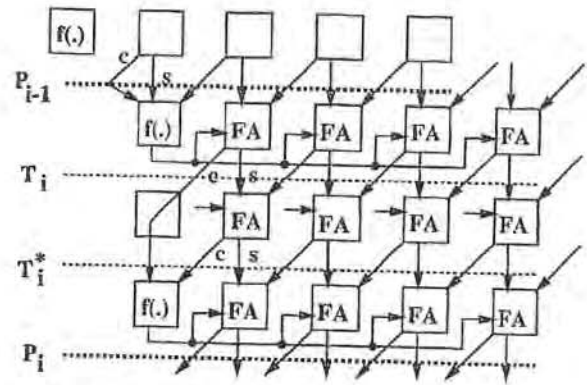 f(.)
c
s
P i-1
f(.) FA FA FA FA
T i
c s
FA FA FA FA
T i *
c s
f(.) FA FA FA FA
P i